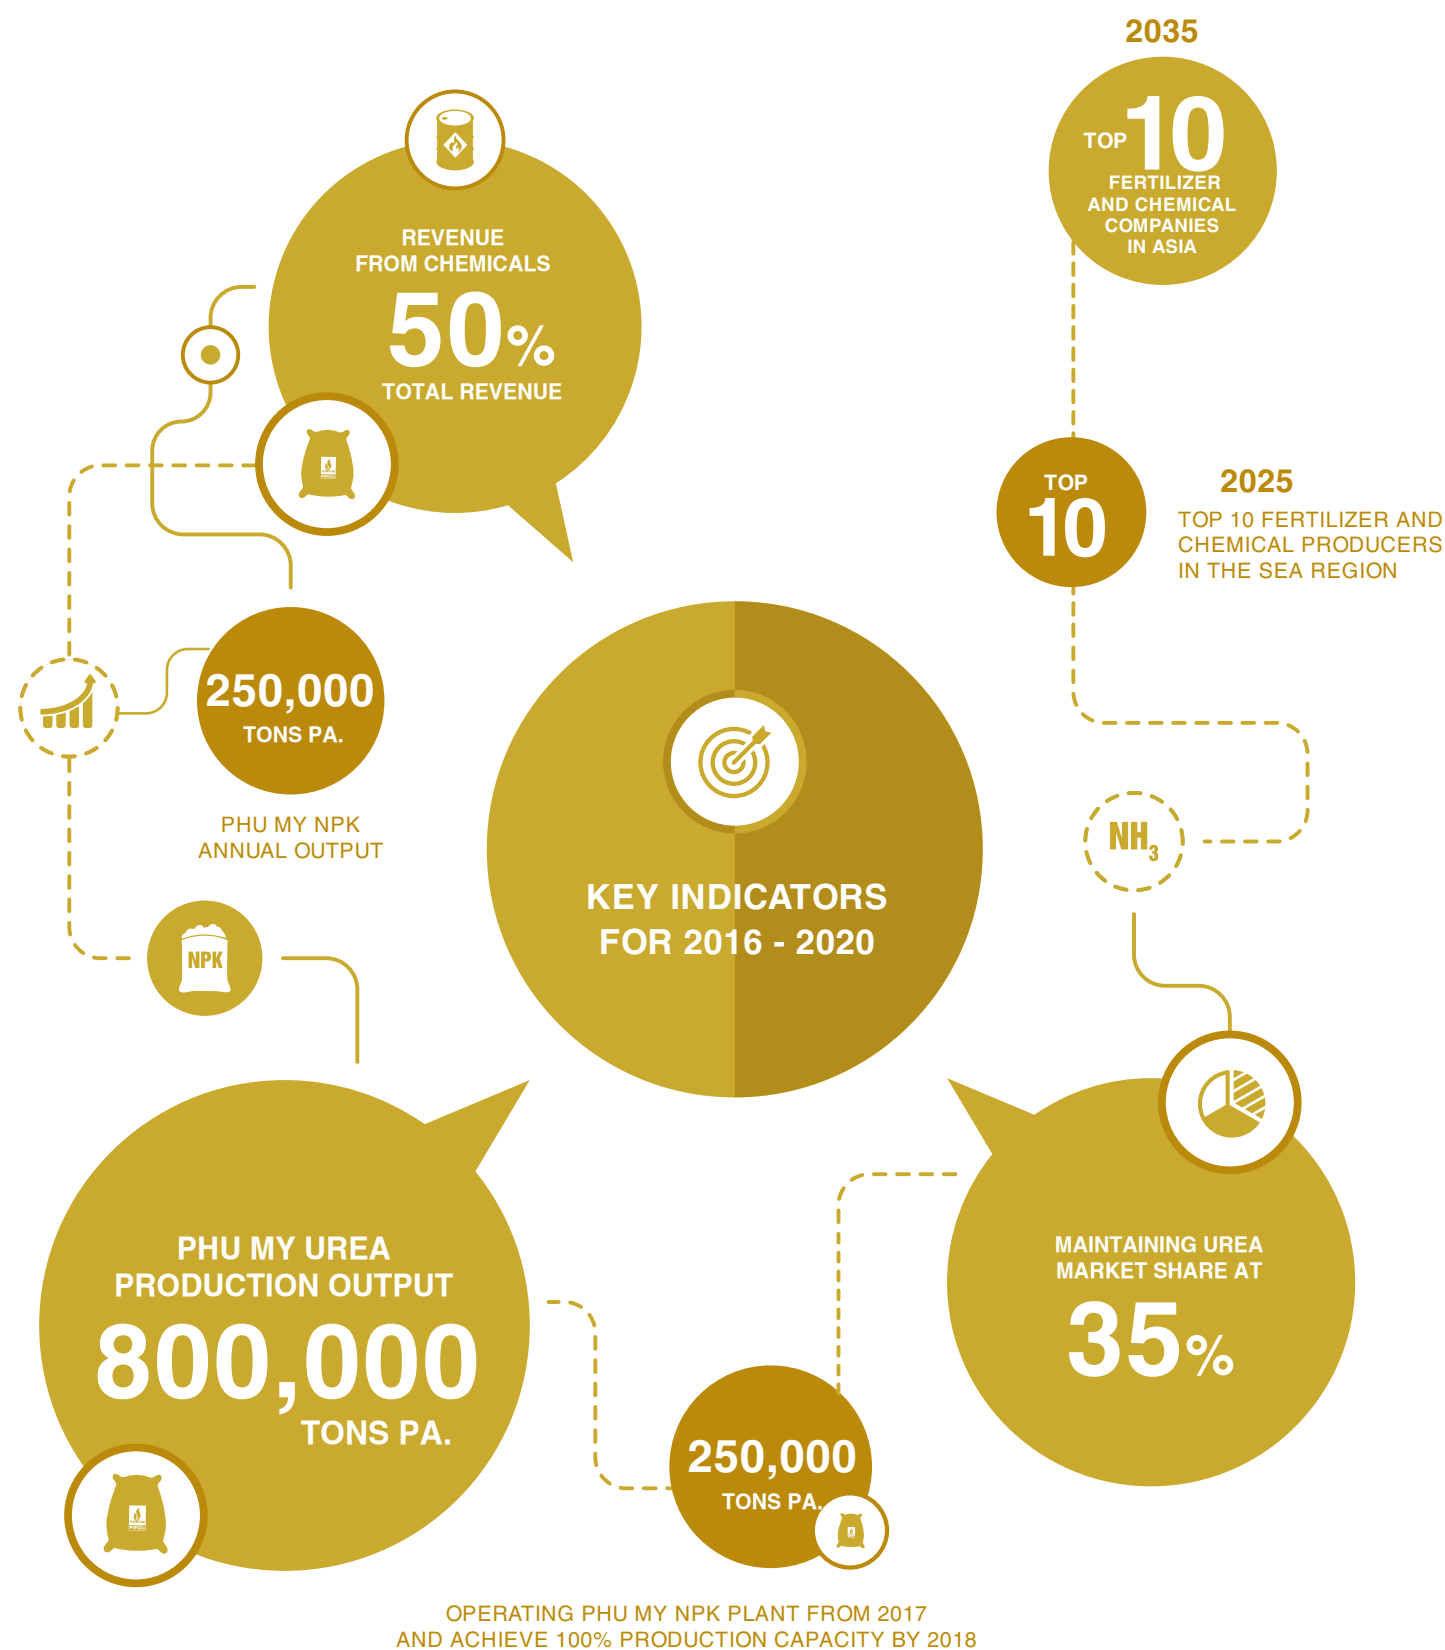 2035
TOP 10
FERTILIZER
AND CHEMICAL
COMPANIES
IN ASIA
REVENUE
FROM CHEMICALS
50%
TOTAL REVENUE
TOP
10
2025
TOP 10 FERTILIZER AND
CHEMICAL PRODUCERS
IN THE SEA REGION
250,000
TONS PA.
PHU MY NPK
ANNUAL OUTPUT
NPK
KEY INDICATORS
FOR 2016 - 2020
NH3
PHU MY UREA
PRODUCTION OUTPUT
800,000
TONS PA.
MAINTAINING UREA
MARKET SHARE AT
35%
250,000
TONS PA.
OPERATING PHU MY NPK PLANT FROM 2017
AND ACHIEVE 100% PRODUCTION CAPACITY BY 2018